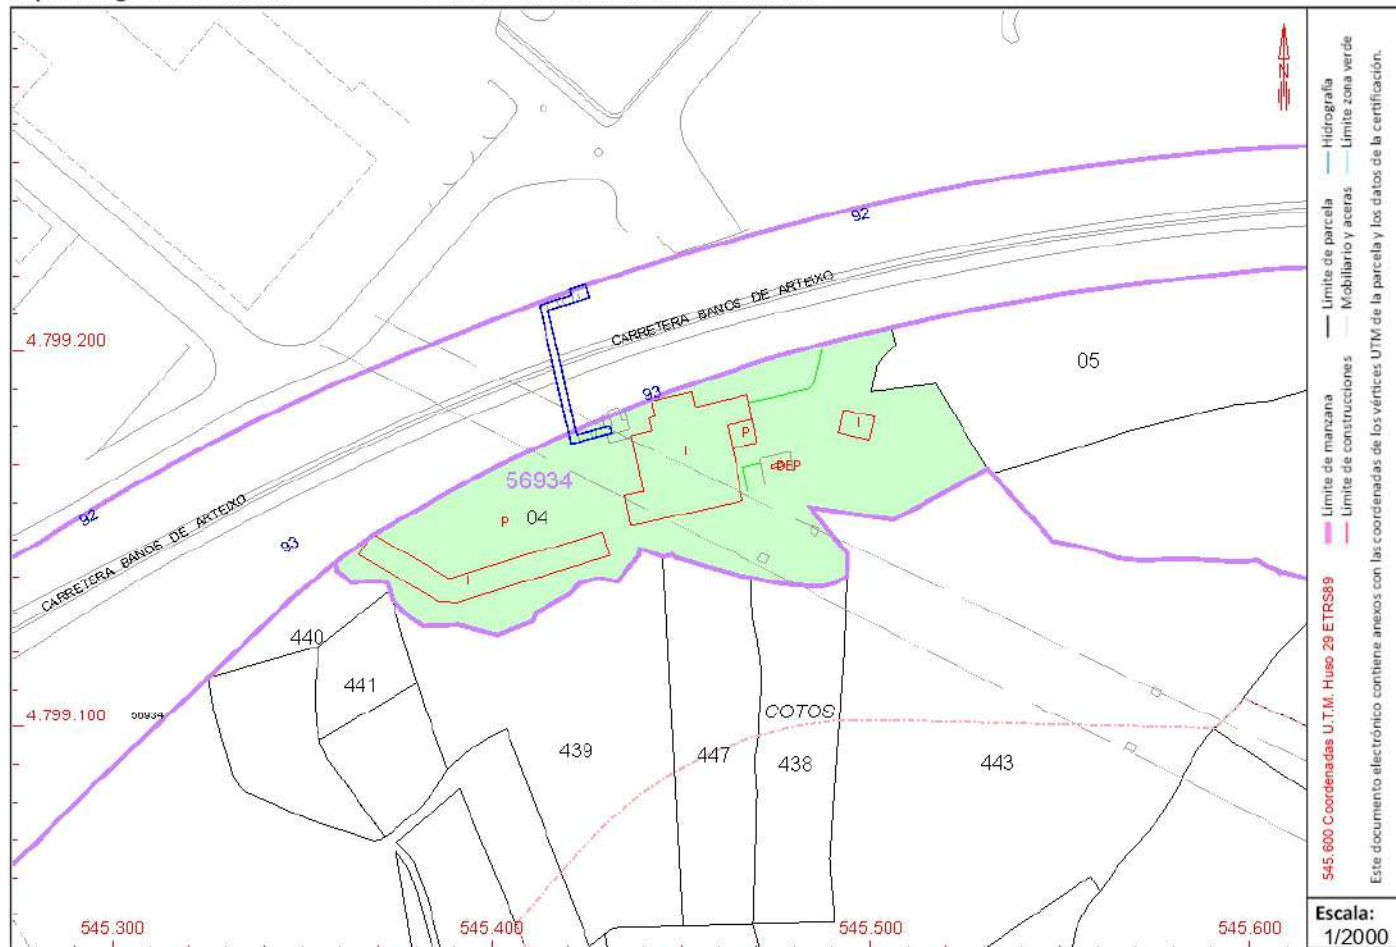 N
92
CARRETERA BANOS DE ARTEIXO
4.799.200
05
93
I
P
I
DEP
56934
P
04
92
93
CARRETERA BANOS DE ARTEIXO
I
440
441
4.799.100
56934
COTOS
439
447
438
443
545.300
545.400
545.500
545.600
545.600 Coordenadas U.T.M. Huso 29 ETRS89
Límite de manzana
Límite de construcciones
Límite de parcela
Mobiliario y aceras
Hidrografía
Límite zona verde
Este documento electrónico contiene anexos con las coordenadas de los vértices UTM de la parcela y los datos de la certificación.
Escala:
1/2000